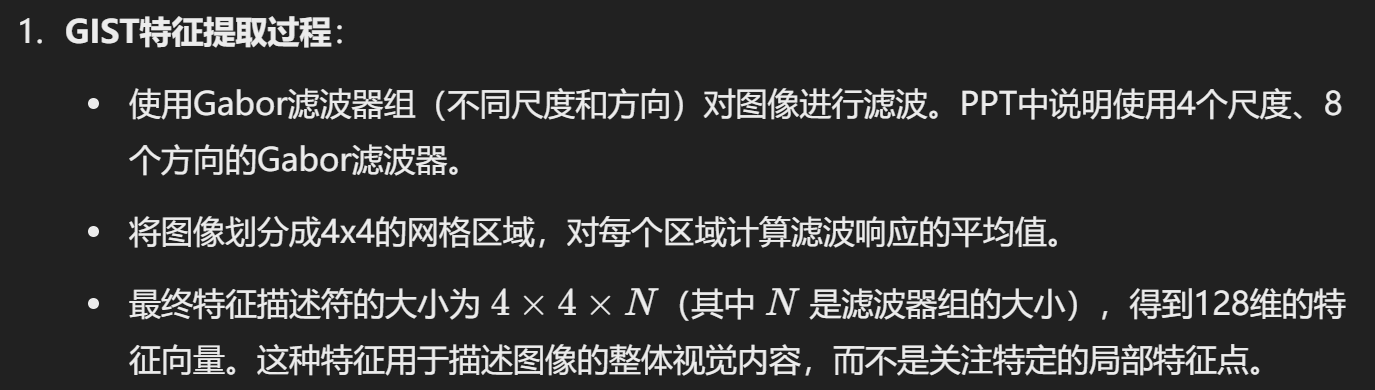 1. GIST特征提取过程：
• 使用Gabor滤波器组（不同尺度和方向）对图像进行滤波。PPT中说明使用4个尺度、8
个方向的Gabor滤波器。
• 将图像划分成4x4的网格区域，对每个区域计算滤波响应的平均值。
• 最终特征描述符的大小为 4 × 4 × N（其中 N 是滤波器组的大小），得到128维的特
征向量。这种特征用于描述图像的整体视觉内容，而不是关注特定的局部特征点。